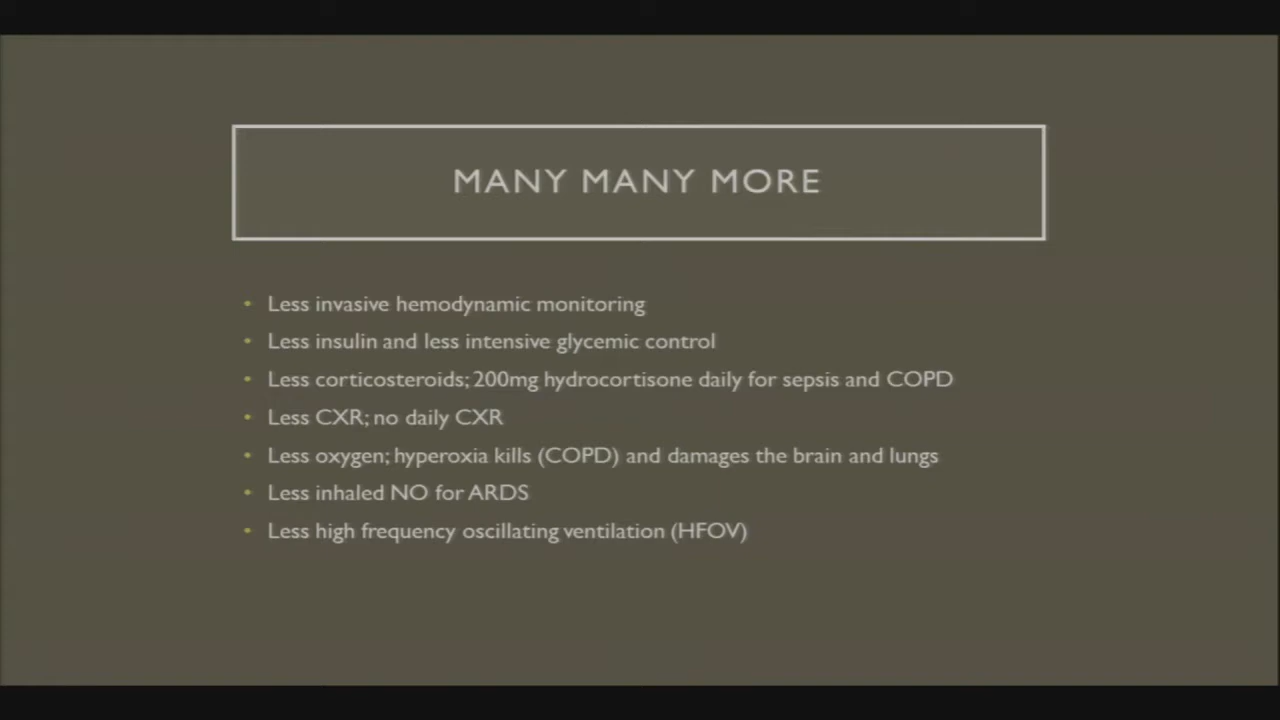 MANY MANY MORE
• Less invasive hemodynamic monitoring
• Less insulin and less intensive glycemic control
• Less corticosteroids; 200mg hydrocortisone daily for sepsis and COPD
• Less CXR; no daily CXR
• Less oxygen; hyperoxia kills (COPD) and damages the brain and lungs
• Less inhaled NO for ARDS
• Less high frequency oscillating ventilation (HFOV)